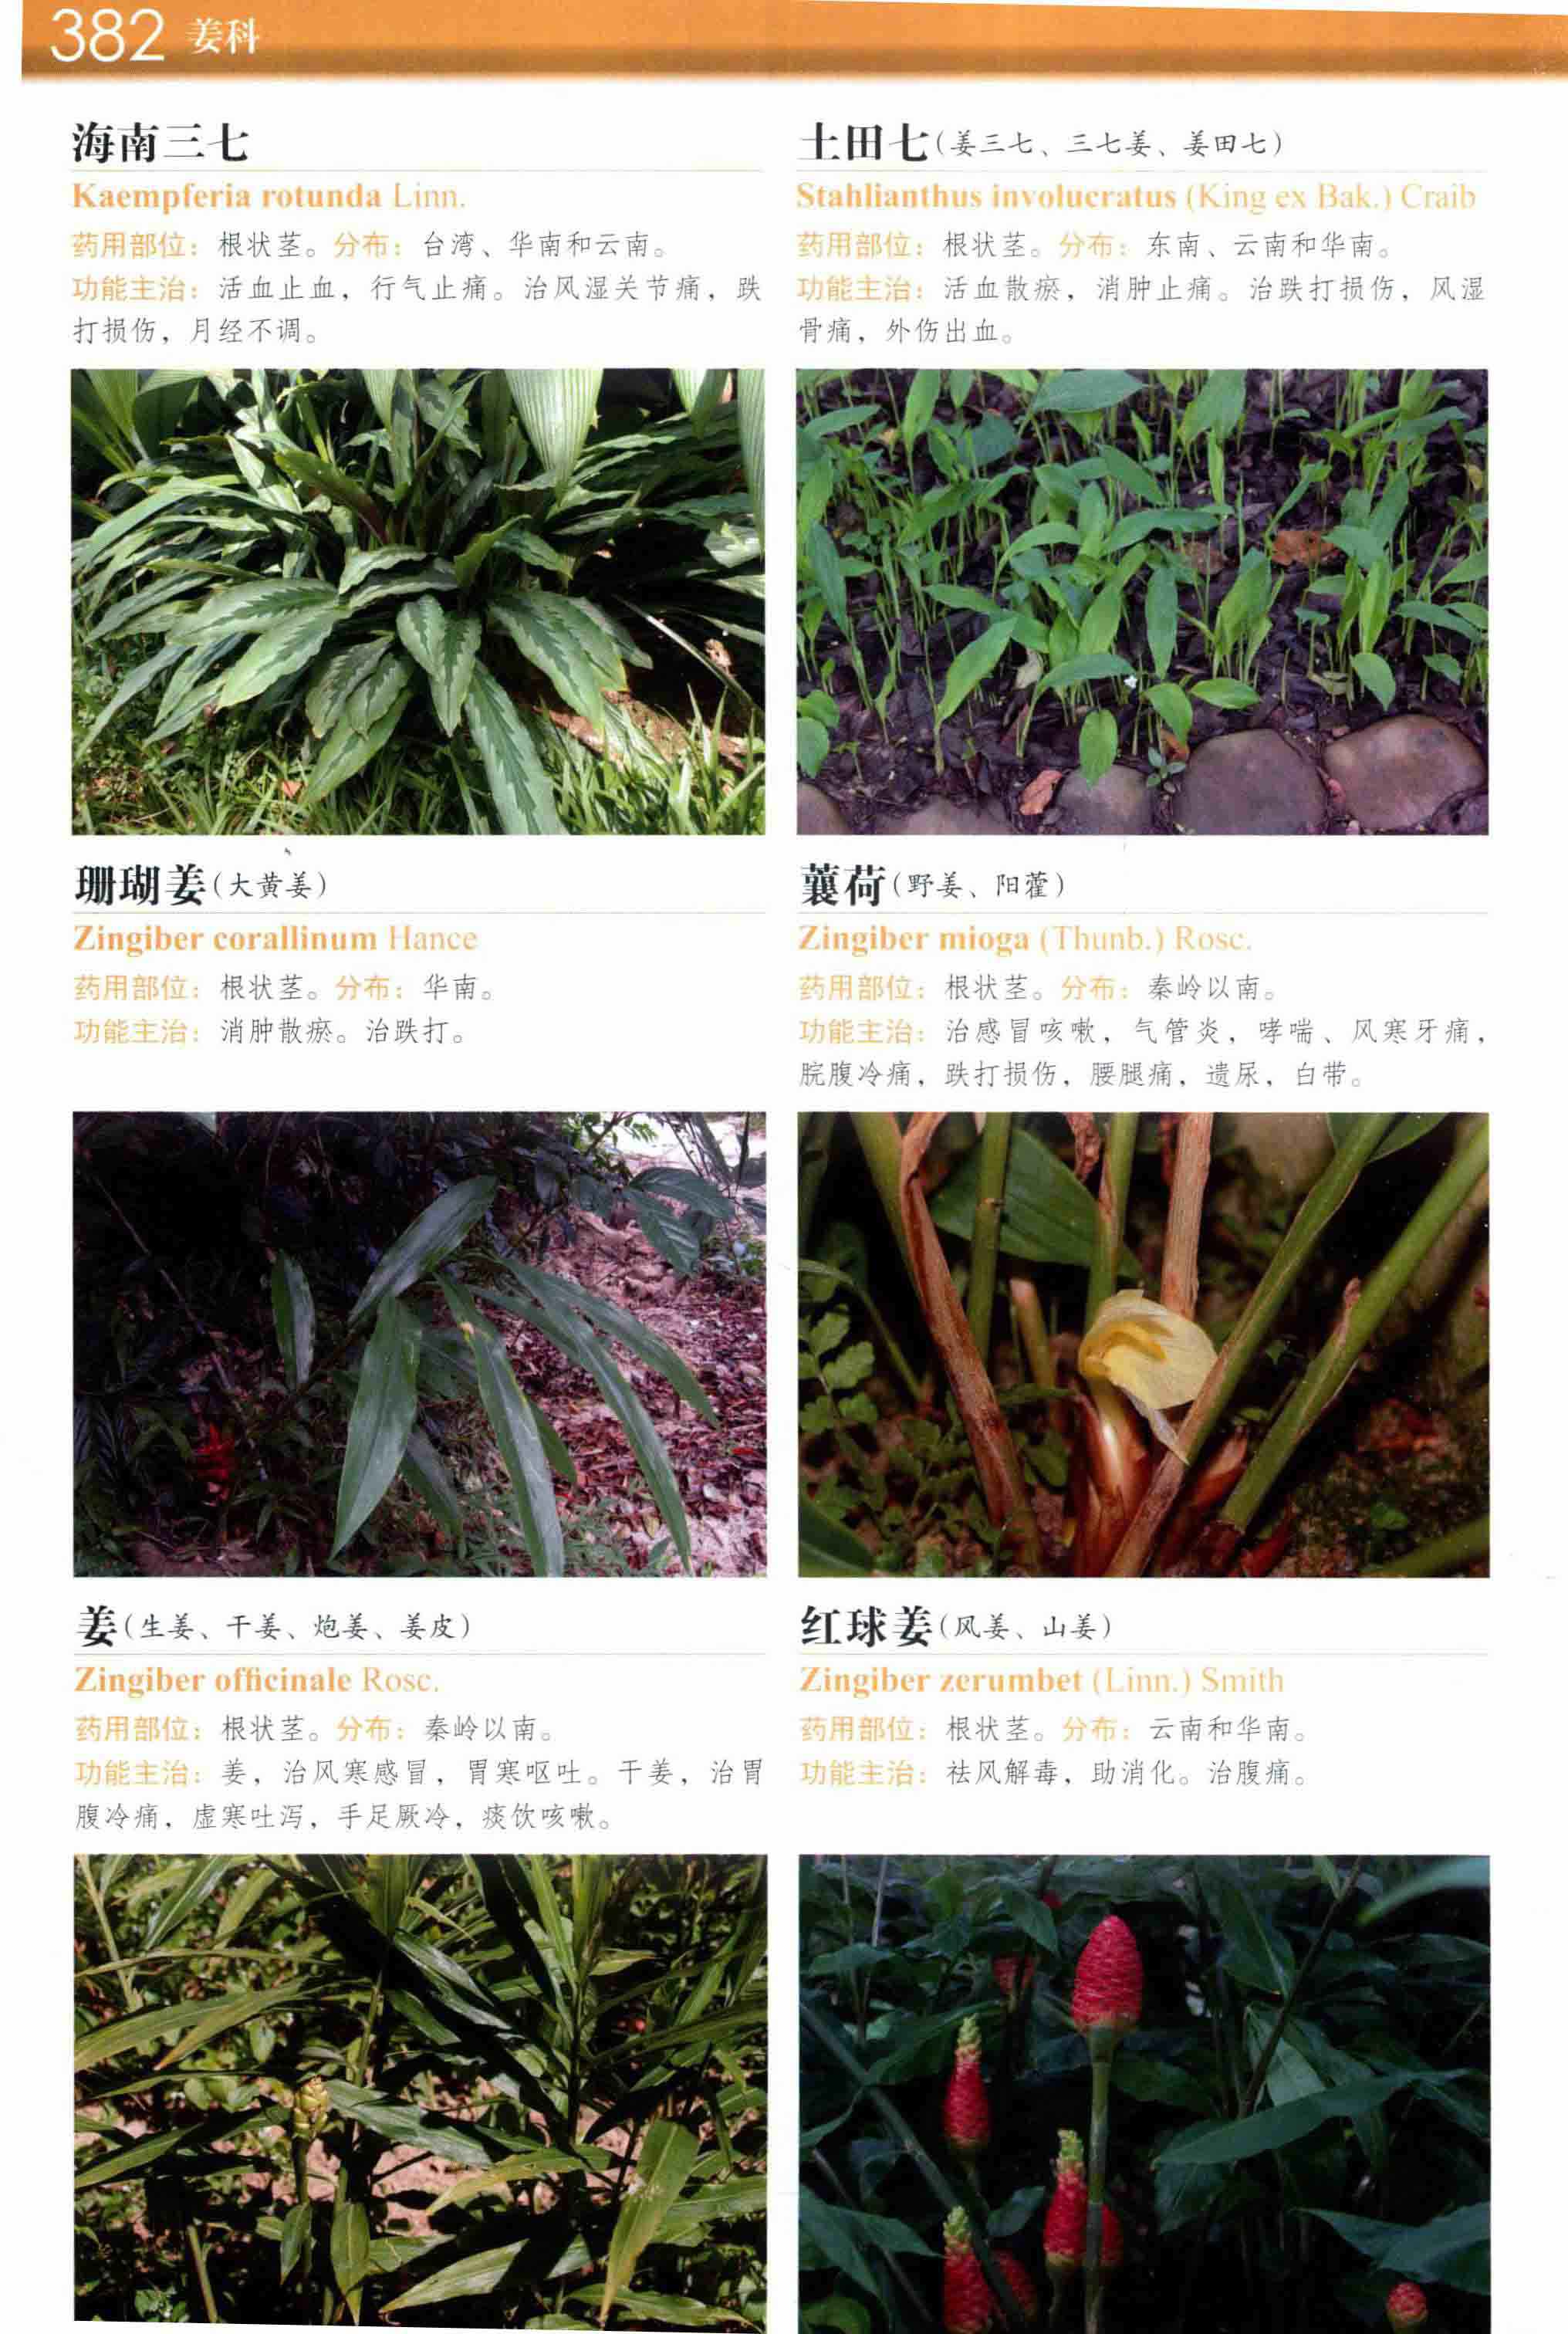 382 姜科
海南三七
Kaempferia rotunda Linn.
药用部位：根状茎。分布：台湾、华南和云南。
功能主治：活血止血，行气止痛。治风湿关节痛，跌
打损伤，月经不调。
土田七(姜三七、三七姜、姜田七)
Stahlianthus involucratus (King ex Bak.) Craib
药用部位：根状茎。分布：东南、云南和华南。
功能主治：活血散瘀，消肿止痛。治跌打损伤，风湿
骨痛，外伤出血。
珊瑚姜(大黄姜)
Zingiber corallinum Hance
药用部位：根状茎。分布：华南。
功能主治：消肿散瘀。治跌打。
蘘荷(野姜、阳藿)
Zingiber mioga (Thunb.) Rosc.
药用部位：根状茎。分布：秦岭以南。
功能主治：治感冒咳嗽，气管炎，哮喘、风寒牙痛，
脘腹冷痛，跌打损伤，腰腿痛，遗尿，白带。
姜(生姜、干姜、炮姜、姜皮)
Zingiber officinale Rosc.
药用部位：根状茎。分布：秦岭以南。
功能主治：姜，治风寒感冒，胃寒呕吐。干姜，治胃
腹冷痛，虚寒吐泻，手足厥冷，痰饮咳嗽。
红球姜(风姜、山姜)
Zingiber zerumbet (Linn.) Smith
药用部位：根状茎。分布：云南和华南。
功能主治：祛风解毒，助消化。治腹痛。